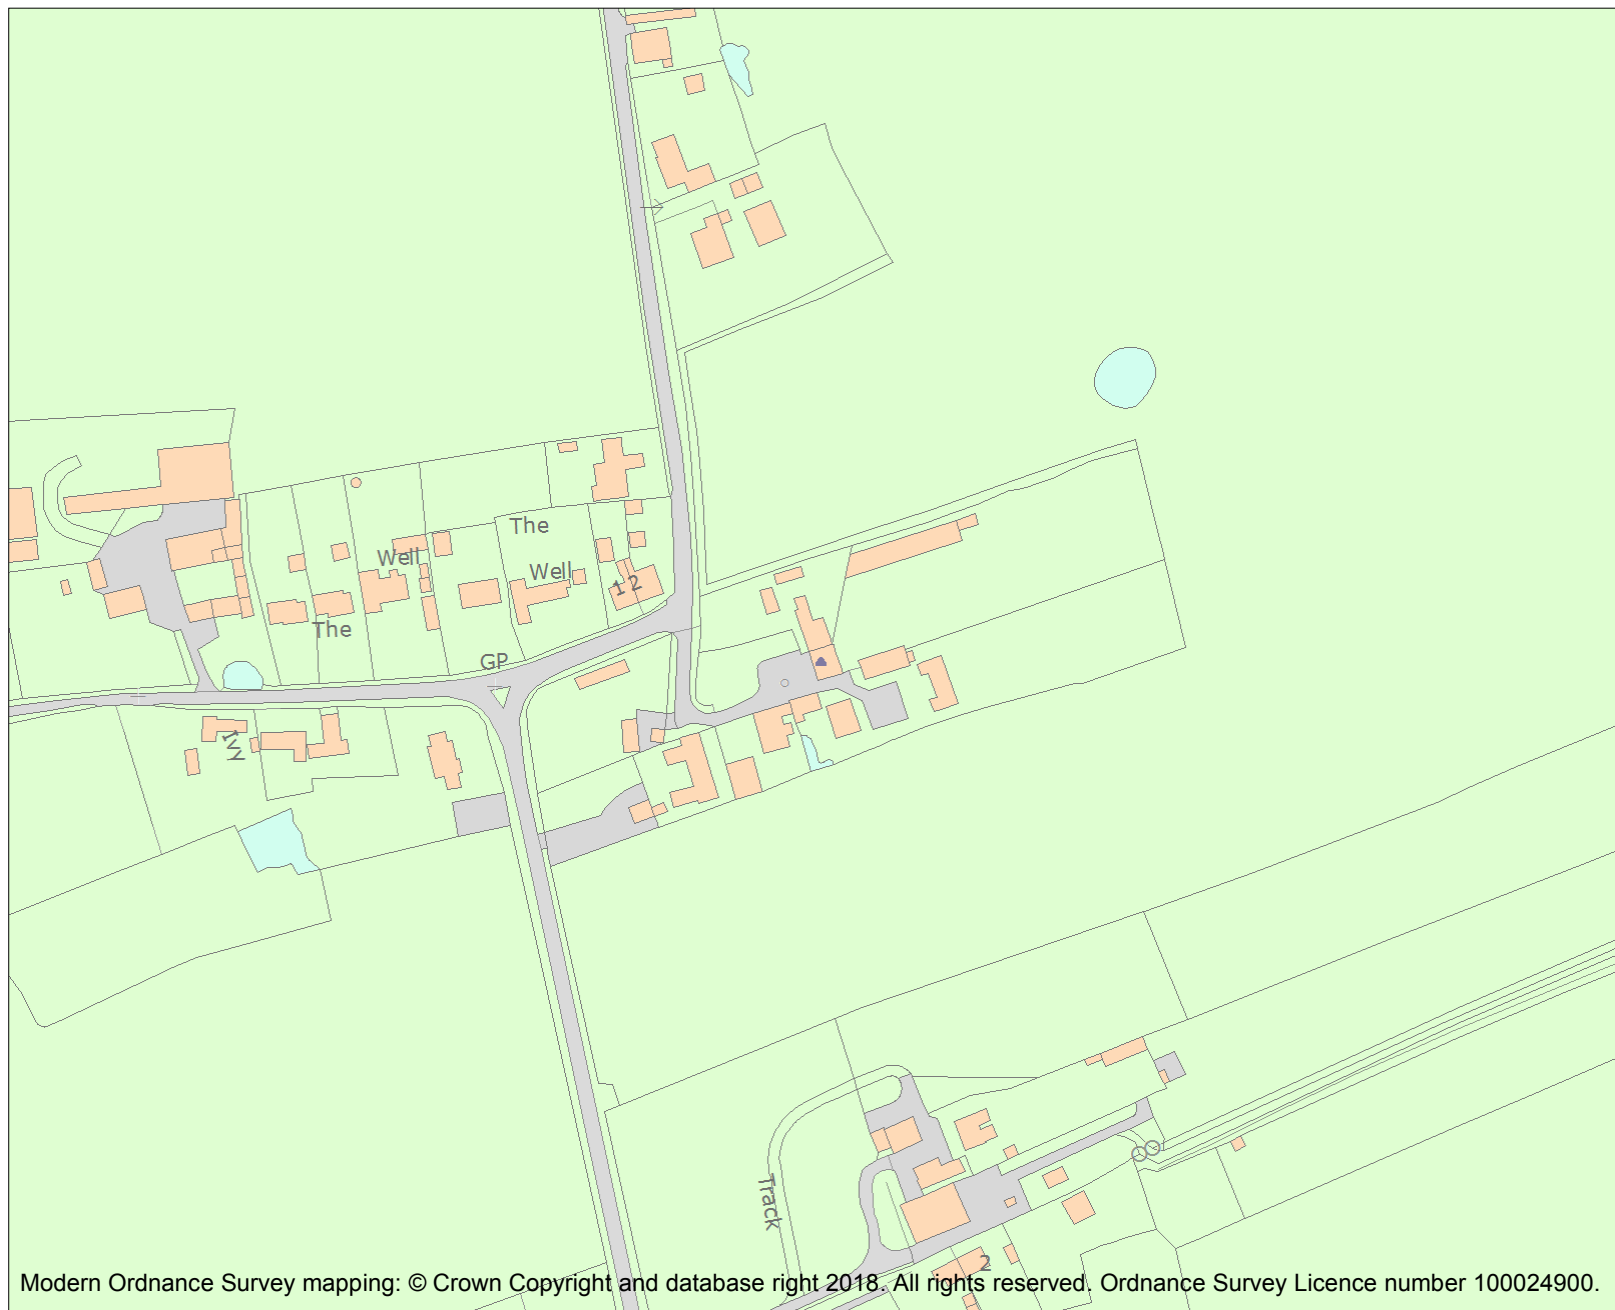 The
Well
Well
1 2
The
GP
Ivy
Track
2
Modern Ordnance Survey mapping: © Crown Copyright and database right 2018. All rights reserved. Ordnance Survey Licence number 100024900.